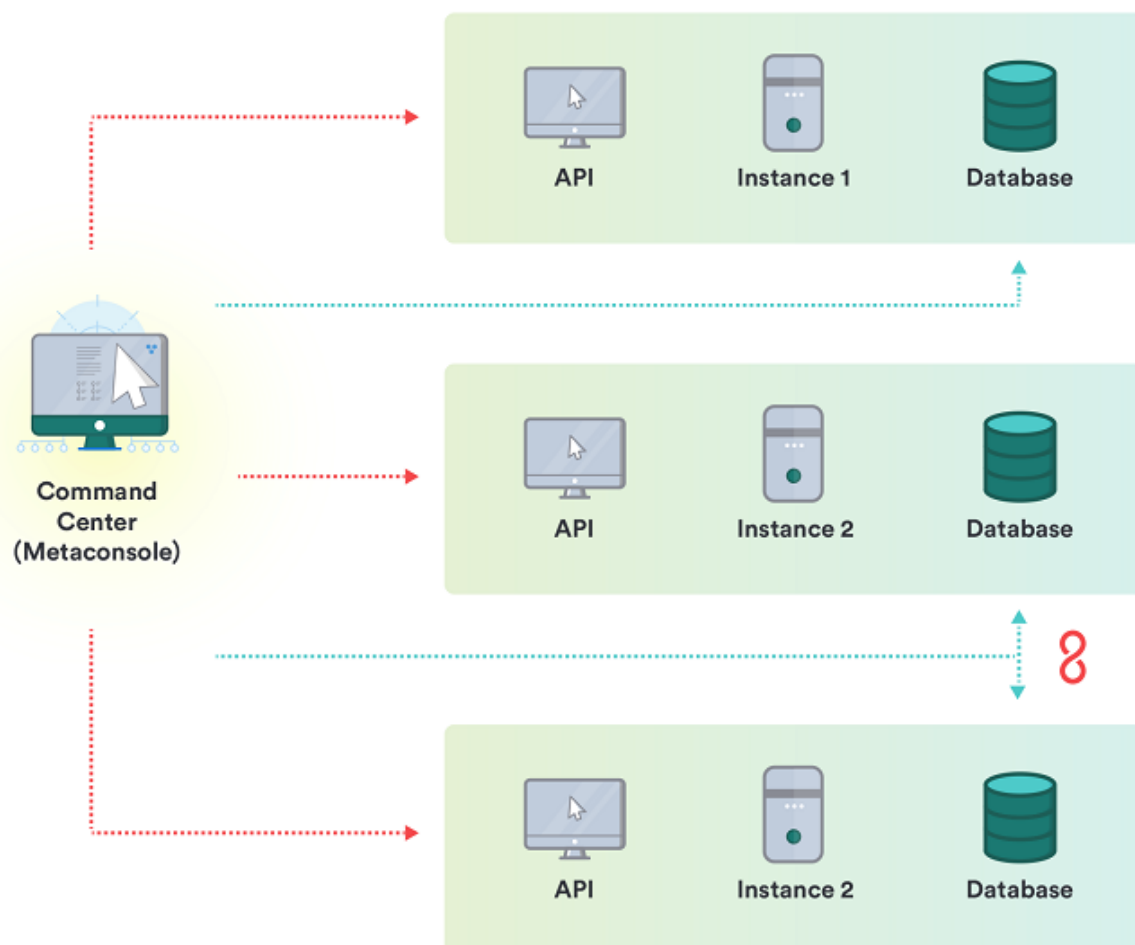 API
Instance 1
Database
Command
Center
(Metaconsole)
API
Instance 2
Database
API
Instance 2
Database